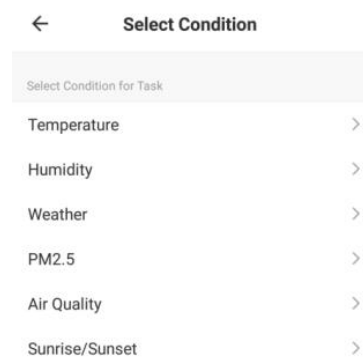 Select Condition
Select Condition for Task
Temperature
Humidity
Weather
PM2.5
Air Quality
Sunrise/Sunset